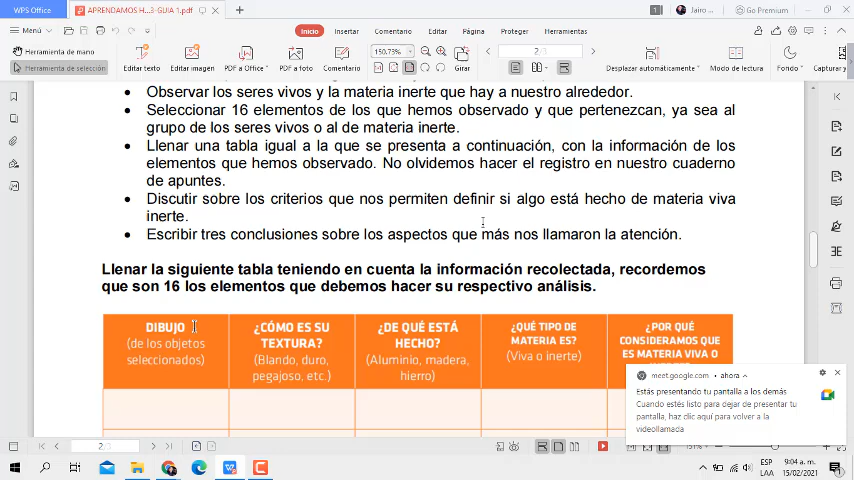 WPS Office
APRENDAMOS H...3-GUIA 1.pdf
Jairo ...
Go Premium
Menú
Inicio
Insertar
Comentario
Editar
Página
Proteger
Herramientas
Herramienta de mano
Herramienta de selección
Editar texto
Editar imagen
PDF a Office
PDF a foto
150.73%
Comentar
Girar
2/3
Desplazar automáticamente
Modo de lectura
Fondo
Capturar y
Observar los seres vivos y la materia inerte que hay a nuestro alrededor.
Seleccionar 16 elementos de los que hemos observado y que pertenezcan, ya sea al
grupo de los seres vivos o al de materia inerte.
Llenar una tabla igual a la que se presenta a continuación, con la información de los
elementos que hemos observado. No olvidemos hacer el registro en nuestro cuaderno
de apuntes.
Discutir sobre los criterios que nos permiten definir si algo está hecho de materia viva
inerte.
Escribir tres conclusiones sobre los aspectos que más nos llamaron la atención.
Llenar la siguiente tabla teniendo en cuenta la información recolectada, recordemos
que son 16 los elementos que debemos hacer su respectivo análisis.
DIBUJO
(de los objetos
seleccionados)
¿CÓMO ES SU
TEXTURA?
(Blando, duro,
pegajoso, etc.)
¿DE QUÉ ESTÁ
HECHO?
(Aluminio, madera,
hierro)
¿QUÉ TIPO DE
MATERIA ES?
(Viva o inerte)
¿POR QUÉ
CONSIDERAMOS QUE
ES MATERIA VIVA O
meet.google.com • ahora
Estás presentando tu pantalla a los demás
Cuando estés listo para dejar de presentar tu
pantalla, haz clic aquí para volver a la
videollamada
2/3
151%
ESP
LAA
9:04 a. m.
15/02/2021